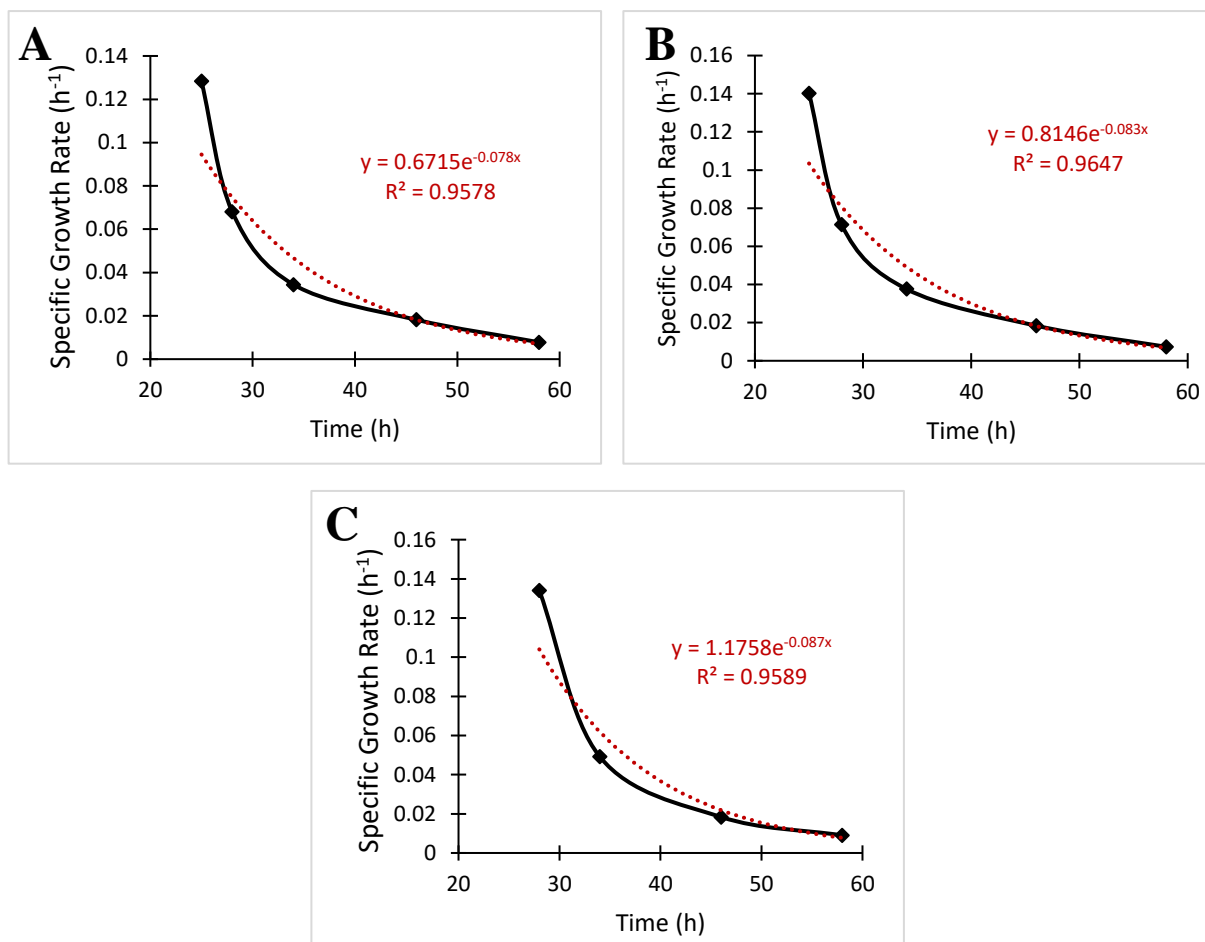 A
Specific Growth Rate (h⁻¹)
0.14
0.12
0.1
0.08
0.06
0.04
0.02
0
y = 0.6715e⁻⁰·⁰⁷⁸ˣ
R² = 0.9578
20 30 40 50 60
Time (h)
B
Specific Growth Rate (h⁻¹)
0.16
0.14
0.12
0.1
0.08
0.06
0.04
0.02
0
y = 0.8146e⁻⁰·⁰⁸³ˣ
R² = 0.9647
20 30 40 50 60
Time (h)
C
Specific Growth Rate (h⁻¹)
0.16
0.14
0.12
0.1
0.08
0.06
0.04
0.02
0
y = 1.1758e⁻⁰·⁰⁸⁷ˣ
R² = 0.9589
20 30 40 50 60
Time (h)